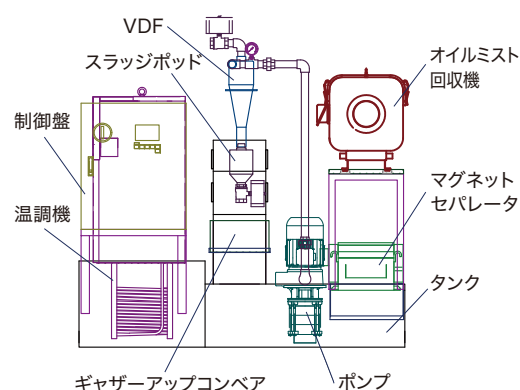 VDF
スラッジポッド
制御盤
温調機
オイルミスト
回収機
マグネット
セパレータ
タンク
ギャザーアップコンベア
ポンプ